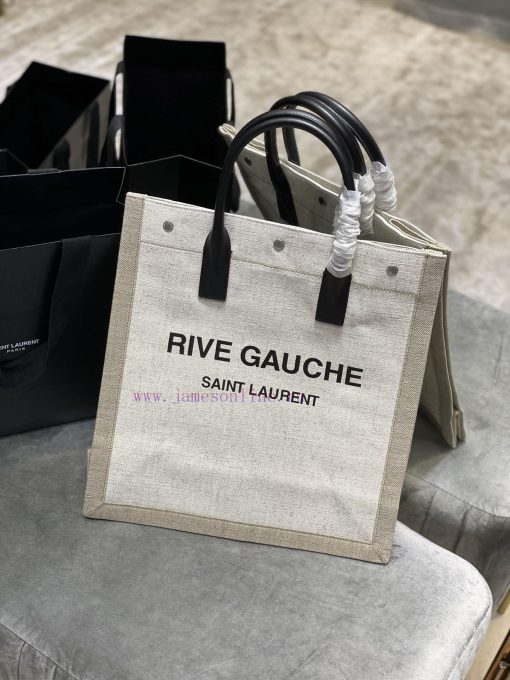 RIVE GAUCHE
SAINT LAURENT
SAINT LAURENT
PARIS